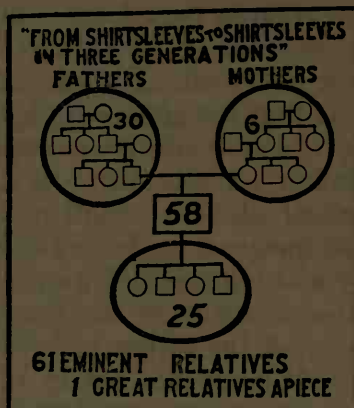 "FROM SHIRTSLEEVES TO SHIRTSLEEVES
IN THREE GENERATIONS"
FATHERS MOTHERS
30 6
58
25
61 EMINENT RELATIVES
1 GREAT RELATIVES APIECE